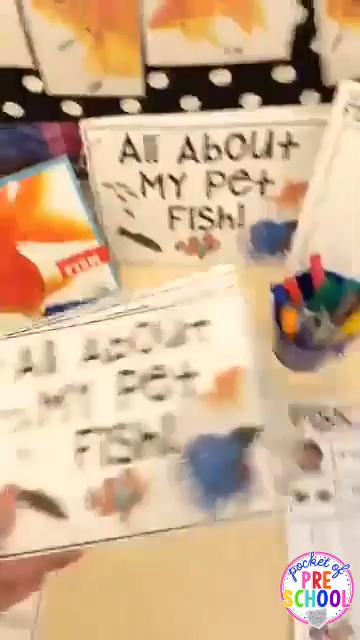 All About
MY Pet
FISH!
All About
MY Pet
FISH!
pocket of
PRE
SCHOOL